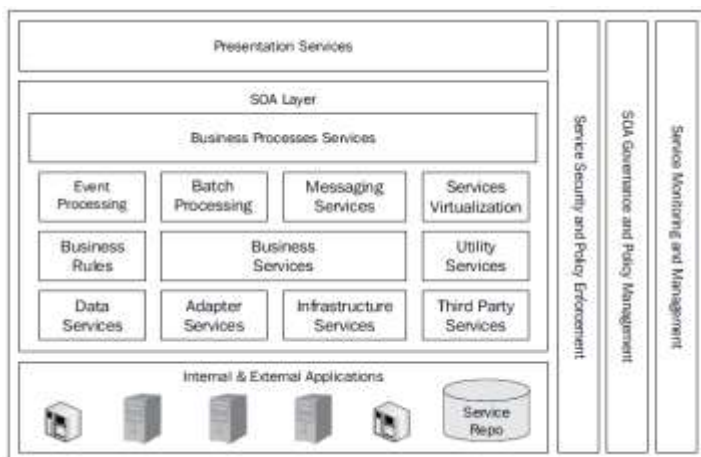 Presentation Services
SOA Layer
Business Processes Services
Event
Processing
Batch
Processing
Messaging
Services
Services
Virtualization
Business
Rules
Business
Services
Utility
Services
Data
Services
Adapter
Services
Infrastructure
Services
Third Party
Services
Internal & External Applications
Service
Repo
Service Security and Policy Enforcement
SOA Governance and Policy Management
Service Monitoring and Management